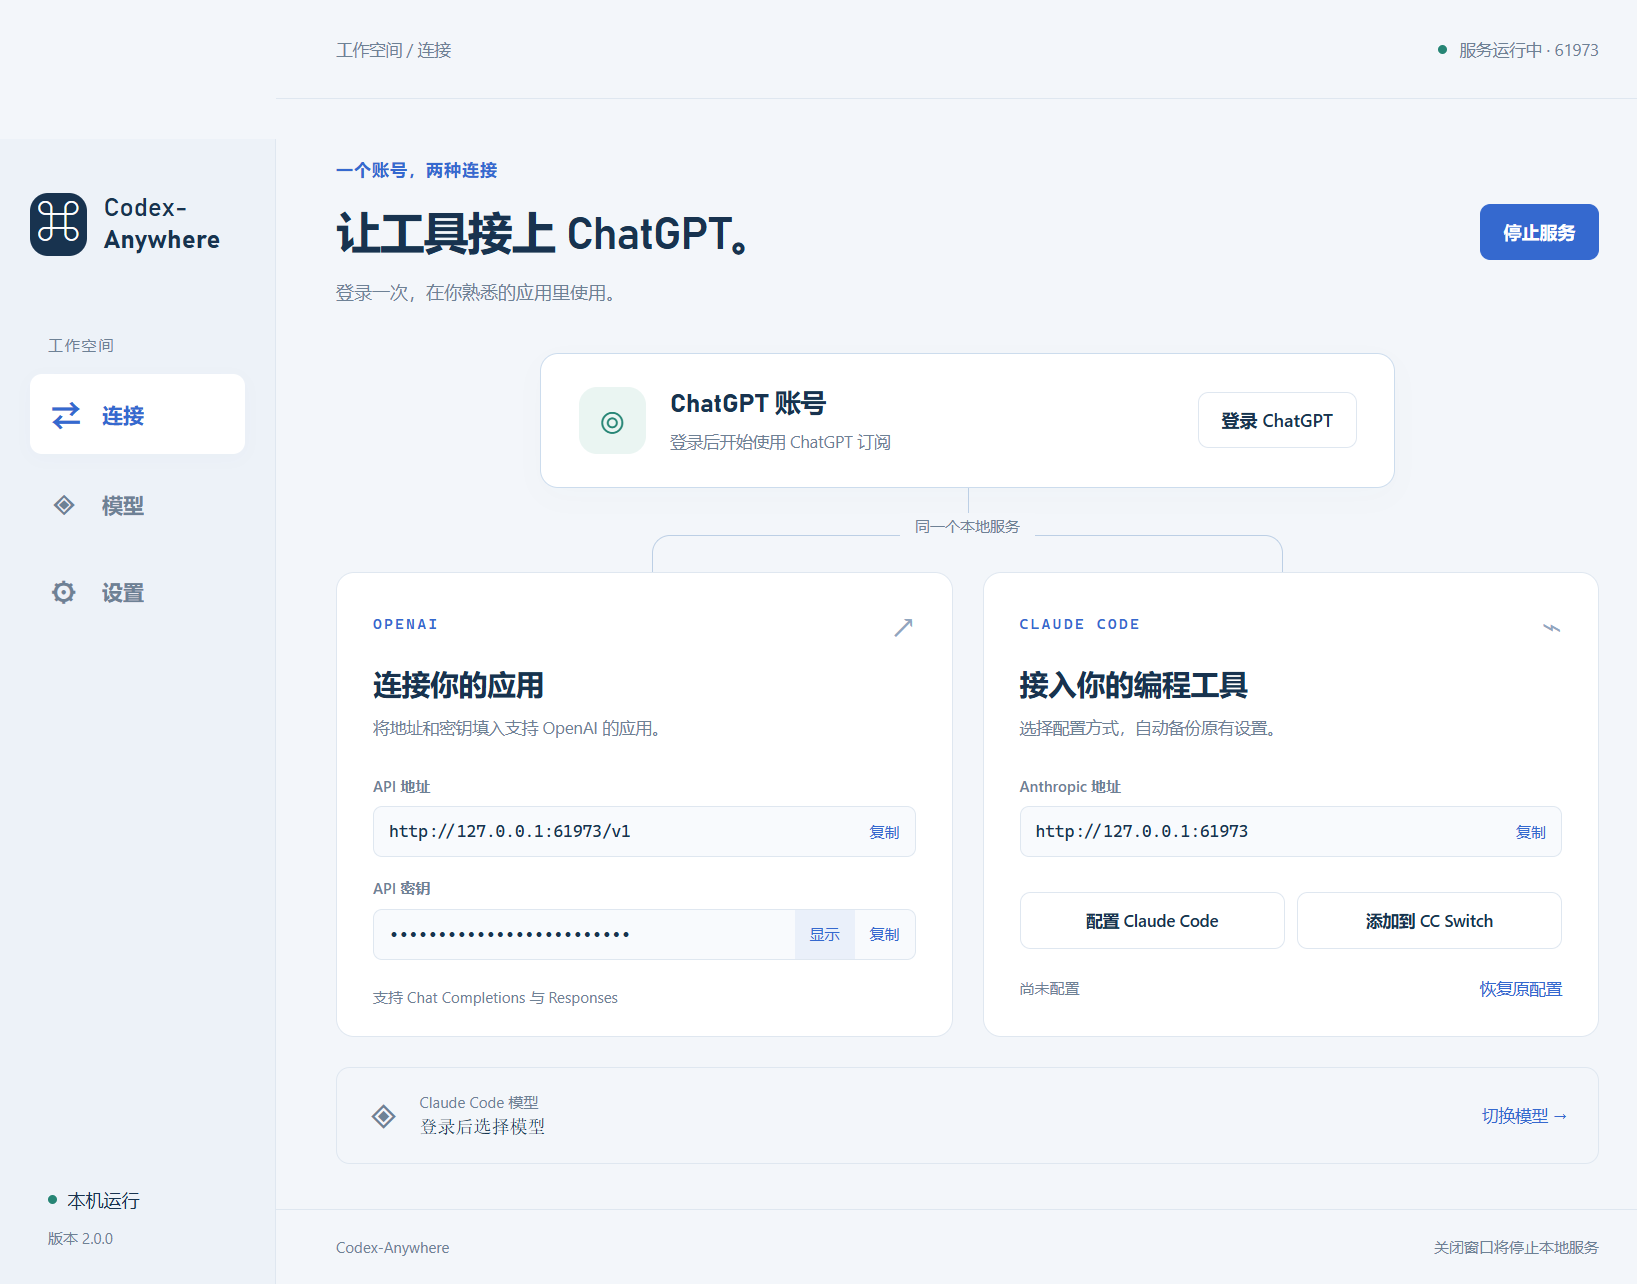 工作空间 / 连接
服务运行中 · 61973
Codex-
Anywhere
工作空间
连接
模型
设置
本机运行
版本 2.0.0
一个账号，两种连接
让工具接上 ChatGPT。
登录一次，在你熟悉的应用里使用。
停止服务
ChatGPT 账号
登录后开始使用 ChatGPT 订阅
登录 ChatGPT
同一个本地服务
OPENAI
连接你的应用
将地址和密钥填入支持 OpenAI 的应用。
API 地址
http://127.0.0.1:61973/v1
复制
API 密钥
•••••••••••••••••••••••••
显示
复制
支持 Chat Completions 与 Responses
CLAUDE CODE
接入你的编程工具
选择配置方式，自动备份原有设置。
Anthropic 地址
http://127.0.0.1:61973
复制
配置 Claude Code
添加到 CC Switch
尚未配置
恢复原配置
Claude Code 模型
登录后选择模型
切换模型 →
Codex-Anywhere
关闭窗口将停止本地服务